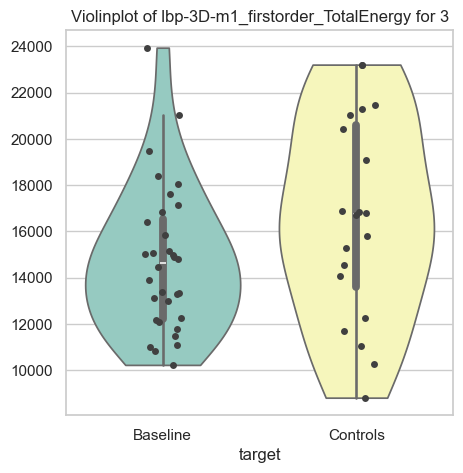 Violinplot of lbp-3D-m1_firstorder_TotalEnergy for 3
24000
22000
20000
18000
16000
14000
12000
10000
Baseline
Controls
target